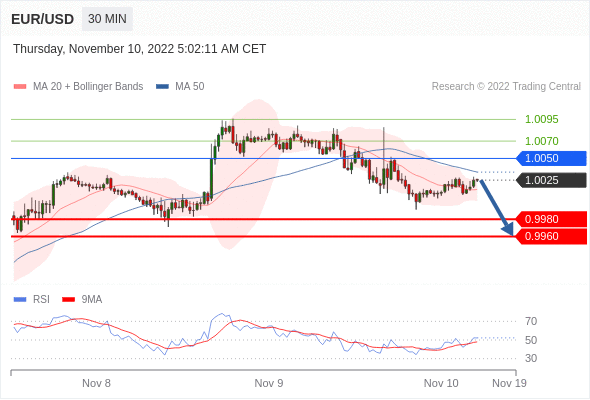 EUR/USD 30 MIN
Thursday, November 10, 2022 5:02:11 AM CET
MA 20 + Bollinger Bands MA 50 Research © 2022 Trading Central
1.0095
1.0070
1.0050
1.0025
0.9980
0.9960
RSI 9MA
70
50
30
Nov 8 Nov 9 Nov 10 Nov 19